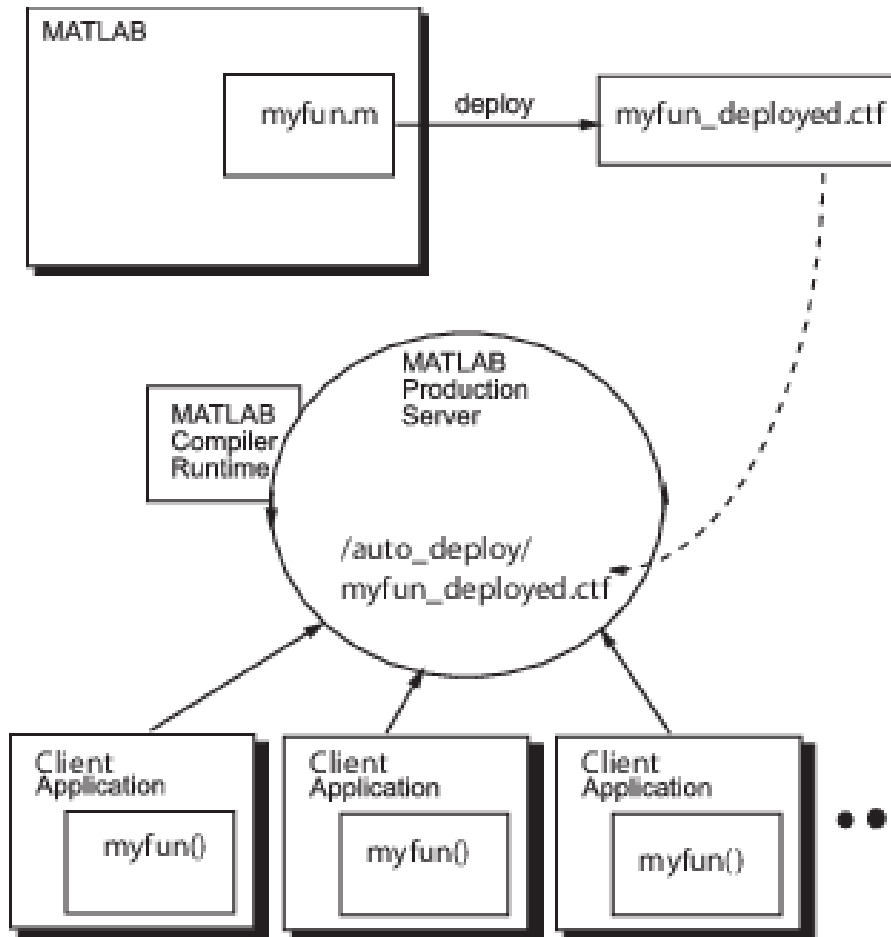 MATLAB
myfun.m
deploy
myfun_deployed.ctf
MATLAB
Production
Server
MATLAB
Compiler
Runtime
/auto_deploy/
myfun_deployed.ctf
Client
Application
myfun()
Client
Application
myfun()
Client
Application
myfun()